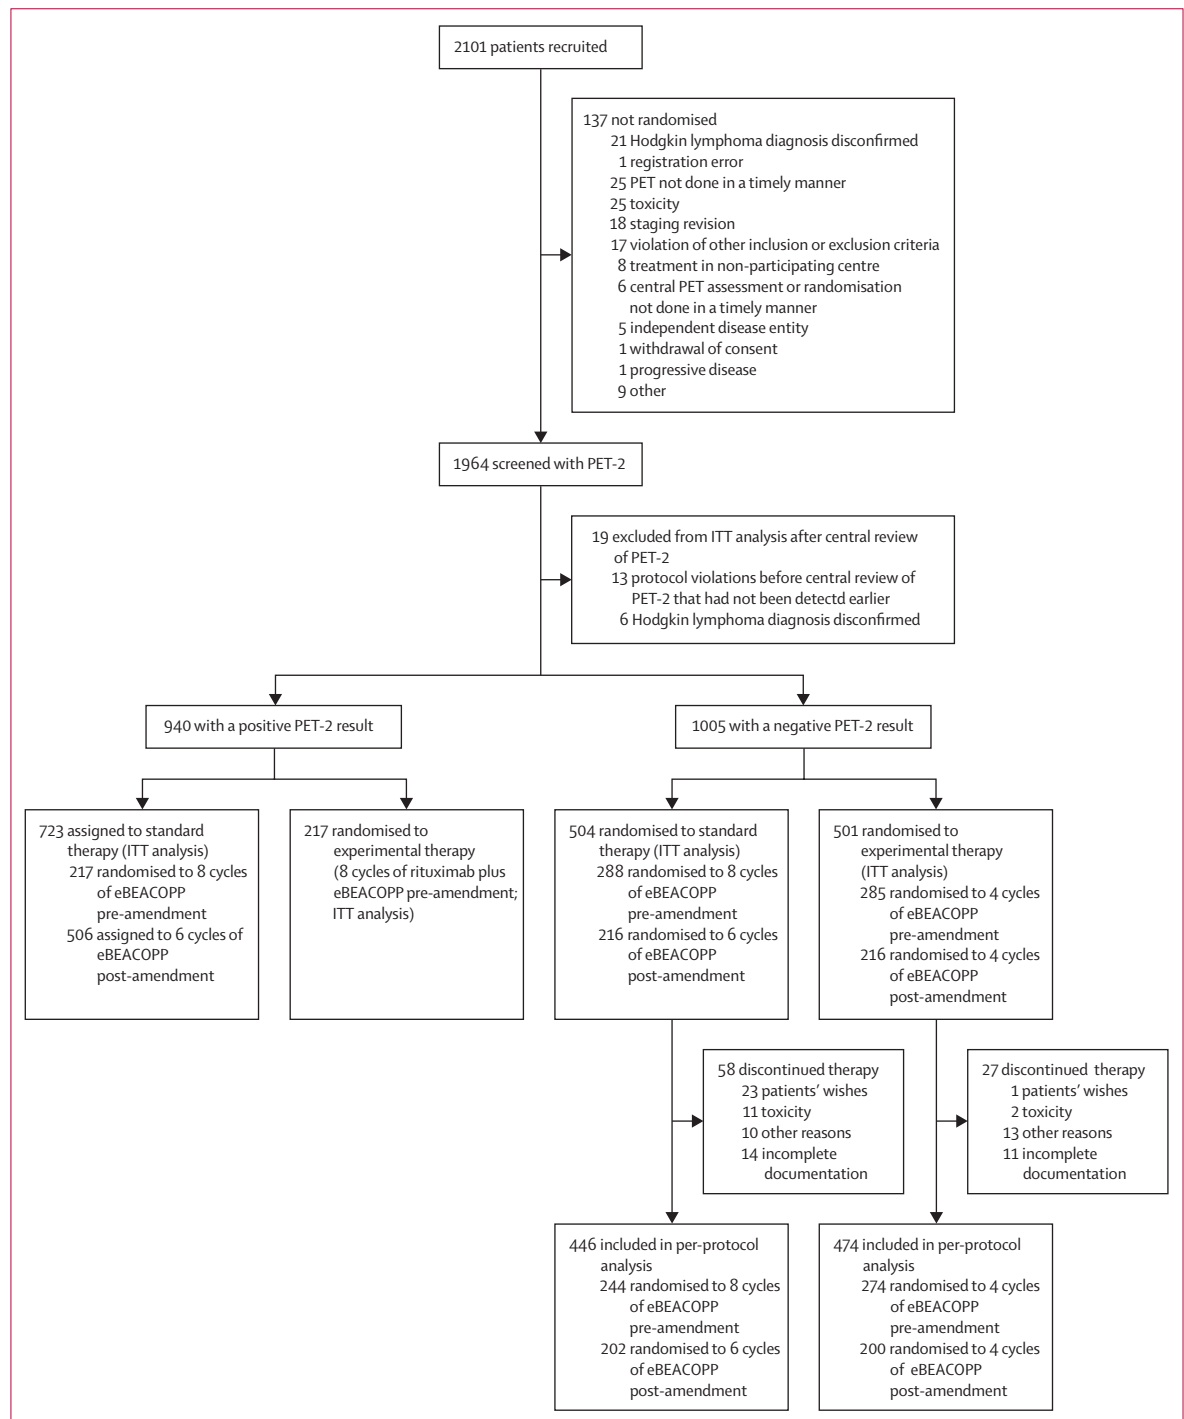 2101 patients recruited
137 not randomised
21 Hodgkin lymphoma diagnosis disconfirmed
1 registration error
25 PET not done in a timely manner
25 toxicity
18 staging revision
17 violation of other inclusion or exclusion criteria
8 treatment in non-participating centre
6 central PET assessment or randomisation
not done in a timely manner
5 independent disease entity
1 withdrawal of consent
1 progressive disease
9 other
1964 screened with PET-2
19 excluded from ITT analysis after central review
of PET-2
13 protocol violations before central review of
PET-2 that had not been detectd earlier
6 Hodgkin lymphoma diagnosis disconfirmed
940 with a positive PET-2 result
1005 with a negative PET-2 result
723 assigned to standard
therapy (ITT analysis)
217 randomised to 8 cycles
of eBEACOPP
pre-amendment
506 assigned to 6 cycles of
eBEACOPP
post-amendment
217 randomised to
experimental therapy
(8 cycles of rituximab plus
eBEACOPP pre-amendment;
ITT analysis)
504 randomised to standard
therapy (ITT analysis)
288 randomised to 8 cycles
of eBEACOPP
pre-amendment
216 randomised to 6 cycles
of eBEACOPP
post-amendment
501 randomised to
experimental therapy
(ITT analysis)
285 randomised to 4 cycles
of eBEACOPP
pre-amendment
216 randomised to 4 cycles
of eBEACOPP
post-amendment
58 discontinued therapy
23 patients' wishes
11 toxicity
10 other reasons
14 incomplete
documentation
27 discontinued therapy
1 patients' wishes
2 toxicity
13 other reasons
11 incomplete
documentation
446 included in per-protocol
analysis
244 randomised to 8 cycles
of eBEACOPP
pre-amendment
202 randomised to 6 cycles
of eBEACOPP
post-amendment
474 included in per-protocol
analysis
274 randomised to 4 cycles
of eBEACOPP
pre-amendment
200 randomised to 4 cycles
of eBEACOPP
post-amendment